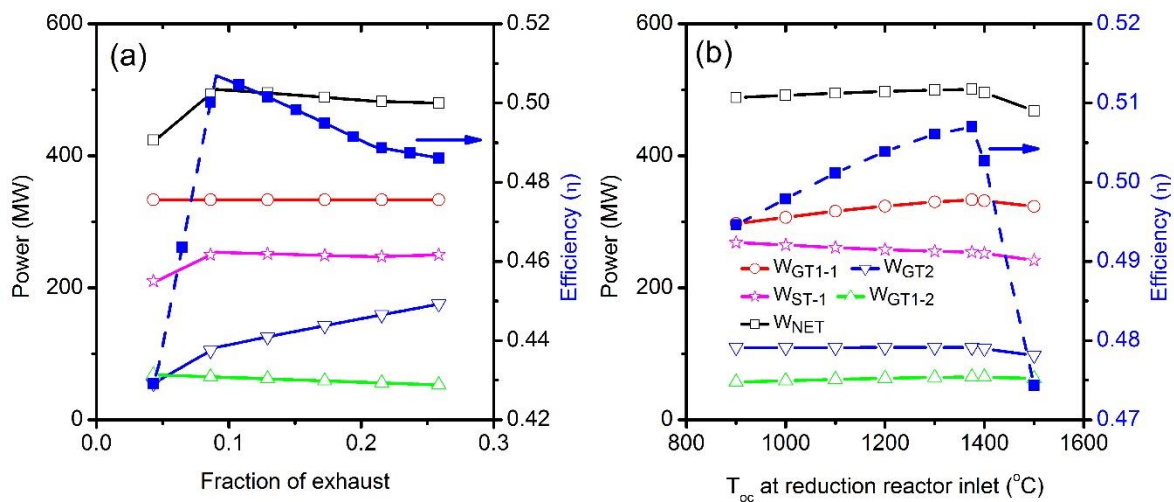 (a)
600
400
200
0
Power (MW)
0.0 0.1 0.2 0.3
Fraction of exhaust
0.52
0.50
0.48
0.46
0.44
0.42
Efficiency (η)
(b)
600
400
200
0
Power (MW)
W_GT1-1 W_GT2
W_ST-1 W_GT1-2
W_NET
800 1000 1200 1400 1600
T_oc at reduction reactor inlet (°C)
0.52
0.51
0.50
0.49
0.48
0.47
Efficiency (η)